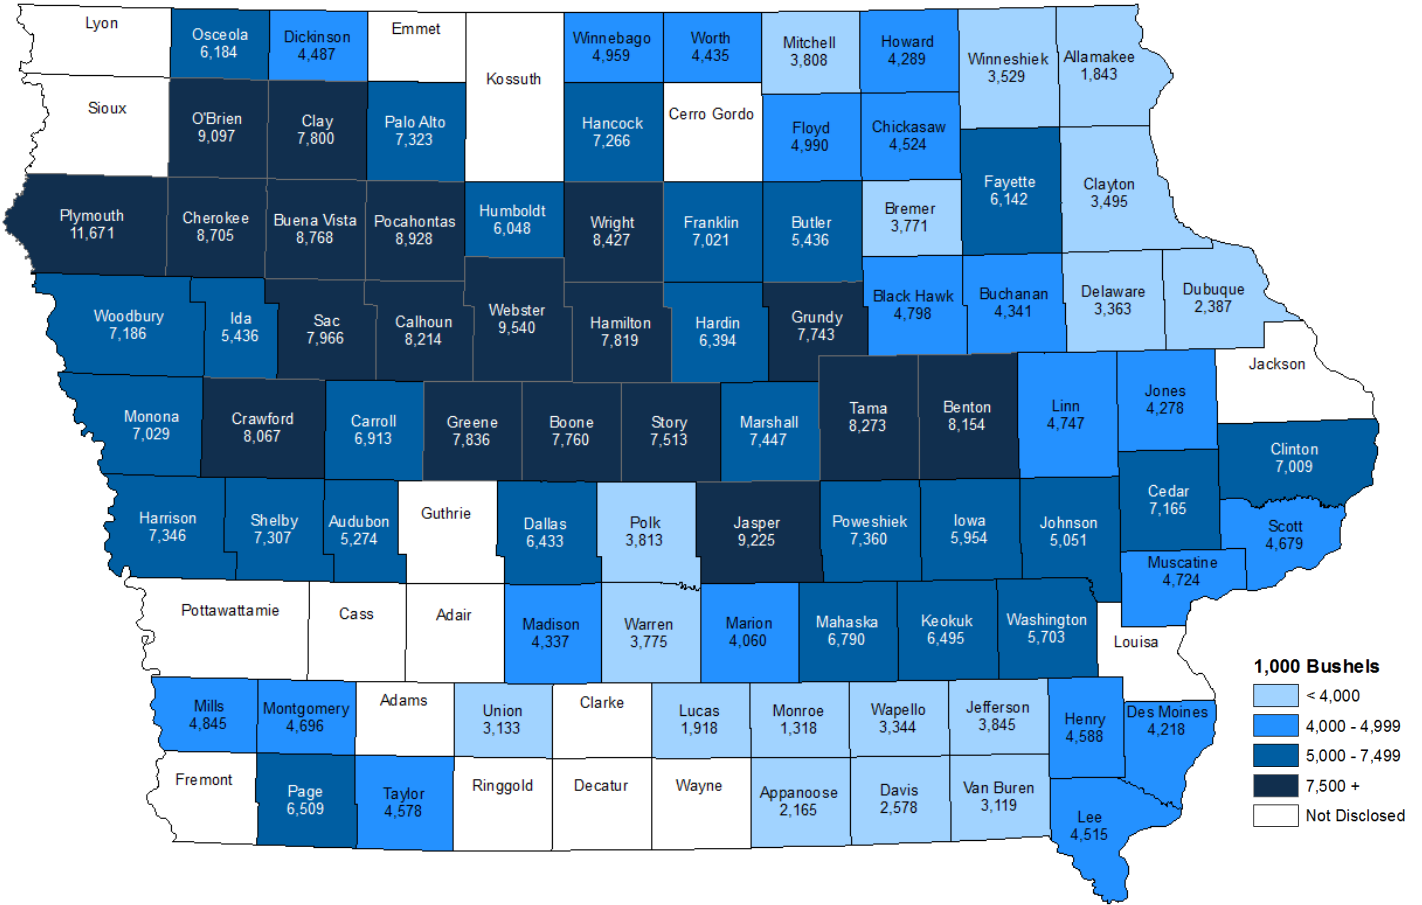 Lyon
Osceola
6,184
Dickinson
4,487
Emmet
Kossuth
Winnebago
4,959
Worth
4,435
Mitchell
3,808
Howard
4,289
Winneshiek
3,529
Allamakee
1,843
Sioux
O'Brien
9,097
Clay
7,800
Palo Alto
7,323
Hancock
7,266
Cerro Gordo
Floyd
4,990
Chickasaw
4,524
Fayette
6,142
Clayton
3,495
Plymouth
11,671
Cherokee
8,705
Buena Vista
8,768
Pocahontas
8,928
Humboldt
6,048
Wright
8,427
Franklin
7,021
Butler
5,436
Bremer
3,771
Woodbury
7,186
Ida
5,436
Sac
7,966
Calhoun
8,214
Webster
9,540
Hamilton
7,819
Hardin
6,394
Grundy
7,743
Black Hawk
4,798
Buchanan
4,341
Delaware
3,363
Dubuque
2,387
Jackson
Monona
7,029
Crawford
8,067
Carroll
6,913
Greene
7,836
Boone
7,760
Story
7,513
Marshall
7,447
Tama
8,273
Benton
8,154
Linn
4,747
Jones
4,278
Clinton
7,009
Harrison
7,346
Shelby
7,307
Audubon
5,274
Guthrie
Dallas
6,433
Polk
3,813
Jasper
9,225
Poweshiek
7,360
Iowa
5,954
Johnson
5,051
Cedar
7,165
Scott
4,679
Muscatine
4,724
Pottawattamie
Cass
Adair
Madison
4,337
Warren
3,775
Marion
4,060
Mahaska
6,790
Keokuk
6,495
Washington
5,703
Louisa
Mills
4,845
Montgomery
4,696
Adams
Union
3,133
Clarke
Lucas
1,918
Monroe
1,318
Wapello
3,344
Jefferson
3,845
Henry
4,588
Des Moines
4,218
Fremont
Page
6,509
Taylor
4,578
Ringgold
Decatur
Wayne
Appanoose
2,165
Davis
2,578
Van Buren
3,119
Lee
4,515
1,000 Bushels
< 4,000
4,000 - 4,999
5,000 - 7,499
7,500 +
Not Disclosed